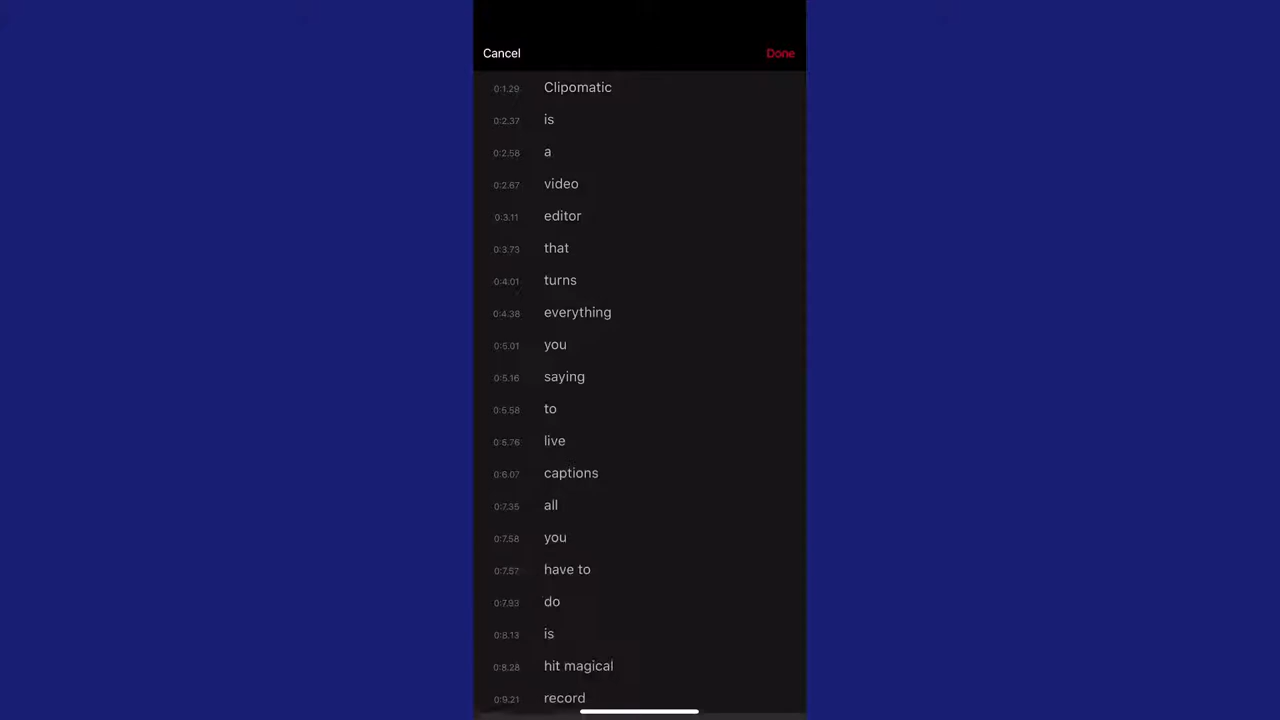 Cancel Done
0:1.29 Clipomatic
0:2.37 is
0:2.58 a
0:2.67 video
0:3.11 editor
0:3.73 that
0:4.01 turns
0:4.38 everything
0:5.01 you
0:5.16 saying
0:5.58 to
0:5.76 live
0:6.07 captions
0:7.35 all
0:7.58 you
0:7.57 have to
0:7.93 do
0:8.13 is
0:8.28 hit magical
0:9.21 record